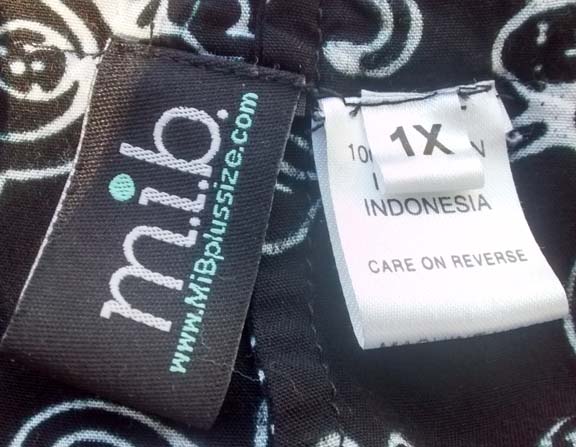 m.i.b.
www.MiBplussize.com
1X
INDONESIA
CARE ON REVERSE